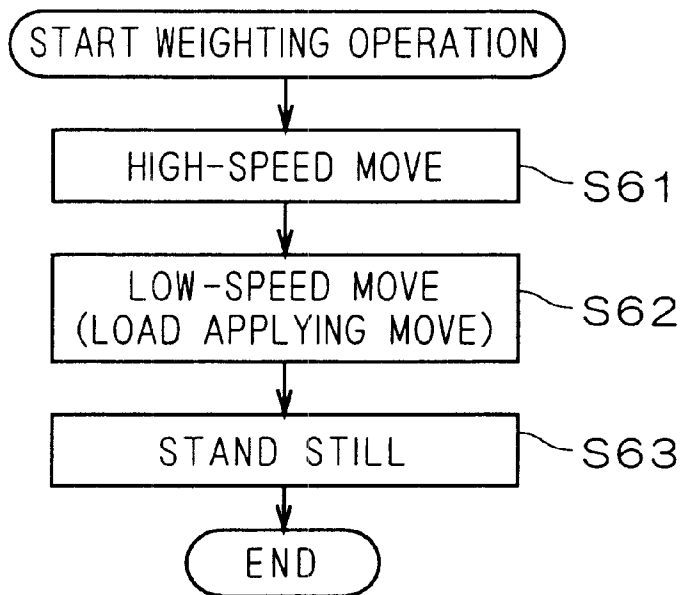 START WEIGHTING OPERATION
HIGH-SPEED MOVE
S61
LOW-SPEED MOVE
(LOAD APPLYING MOVE)
S62
STAND STILL
S63
END